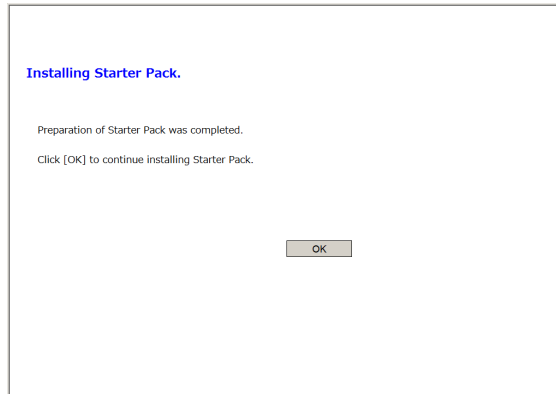 Installing Starter Pack.
Preparation of Starter Pack was completed.
Click [OK] to continue installing Starter Pack.
OK